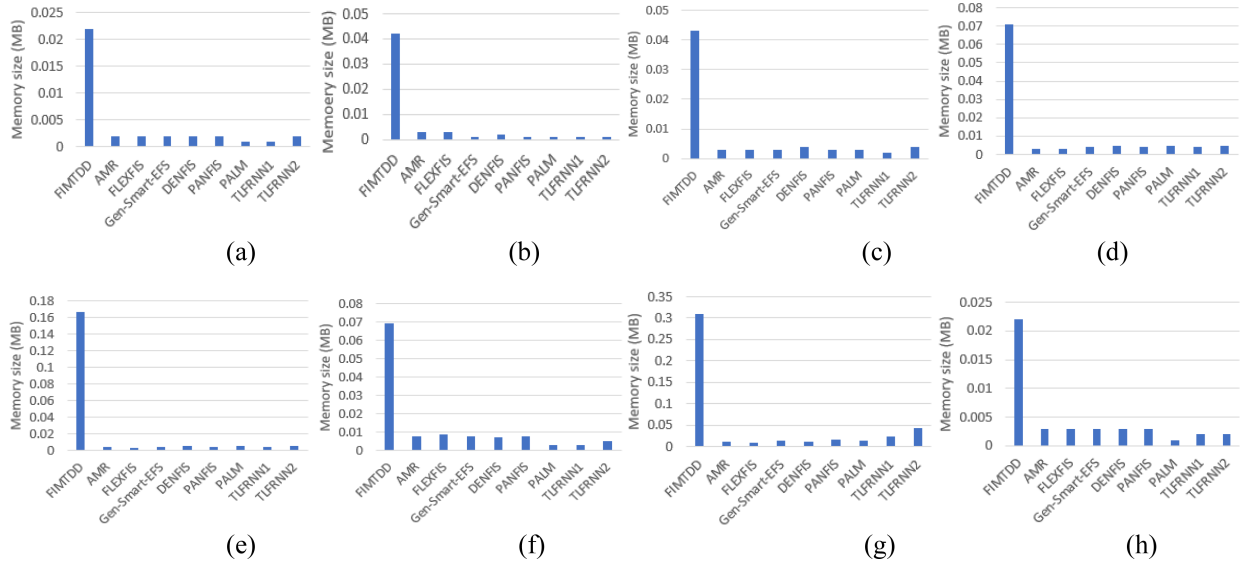 Memory size (MB)
0.025
0.02
0.015
0.01
0.005
0
FIMTDD
AMR
FLEXFIS
Gen-Smart-EFS
DENFIS
PANFIS
PALM
TLFRNN1
TLFRNN2
(a)
Memoery size (MB)
0.05
0.04
0.03
0.02
0.01
0
FIMTDD
AMR
FLEXFIS
Gen-Smart-EFS
DENFIS
PANFIS
PALM
TLFRNN1
TLFRNN2
(b)
Memory size (MB)
0.05
0.04
0.03
0.02
0.01
0
FIMTDD
AMR
FLEXFIS
Gen-Smart-EFS
DENFIS
PANFIS
PALM
TLFRNN1
TLFRNN2
(c)
Memory size (MB)
0.08
0.07
0.06
0.05
0.04
0.03
0.02
0.01
0
FIMTDD
AMR
FLEXFIS
Gen-Smart-EFS
DENFIS
PANFIS
PALM
TLFRNN1
TLFRNN2
(d)
Memory size (MB)
0.18
0.16
0.14
0.12
0.1
0.08
0.06
0.04
0.02
0
FIMTDD
AMR
FLEXFIS
Gen-Smart-EFS
DENFIS
PANFIS
PALM
TLFRNN1
TLFRNN2
(e)
Memory size (MB)
0.08
0.07
0.06
0.05
0.04
0.03
0.02
0.01
0
FIMTDD
AMR
FLEXFIS
Gen-Smart-EFS
DENFIS
PANFIS
PALM
TLFRNN1
TLFRNN2
(f)
Memory size (MB)
0.35
0.3
0.25
0.2
0.15
0.1
0.05
0
FIMTDD
AMR
FLEXFIS
Gen-Smart-EFS
DENFIS
PANFIS
PALM
TLFRNN1
TLFRNN2
(g)
Memory size (MB)
0.025
0.02
0.015
0.01
0.005
0
FIMTDD
AMR
FLEXFIS
Gen-Smart-EFS
DENFIS
PANFIS
PALM
TLFRNN1
TLFRNN2
(h)